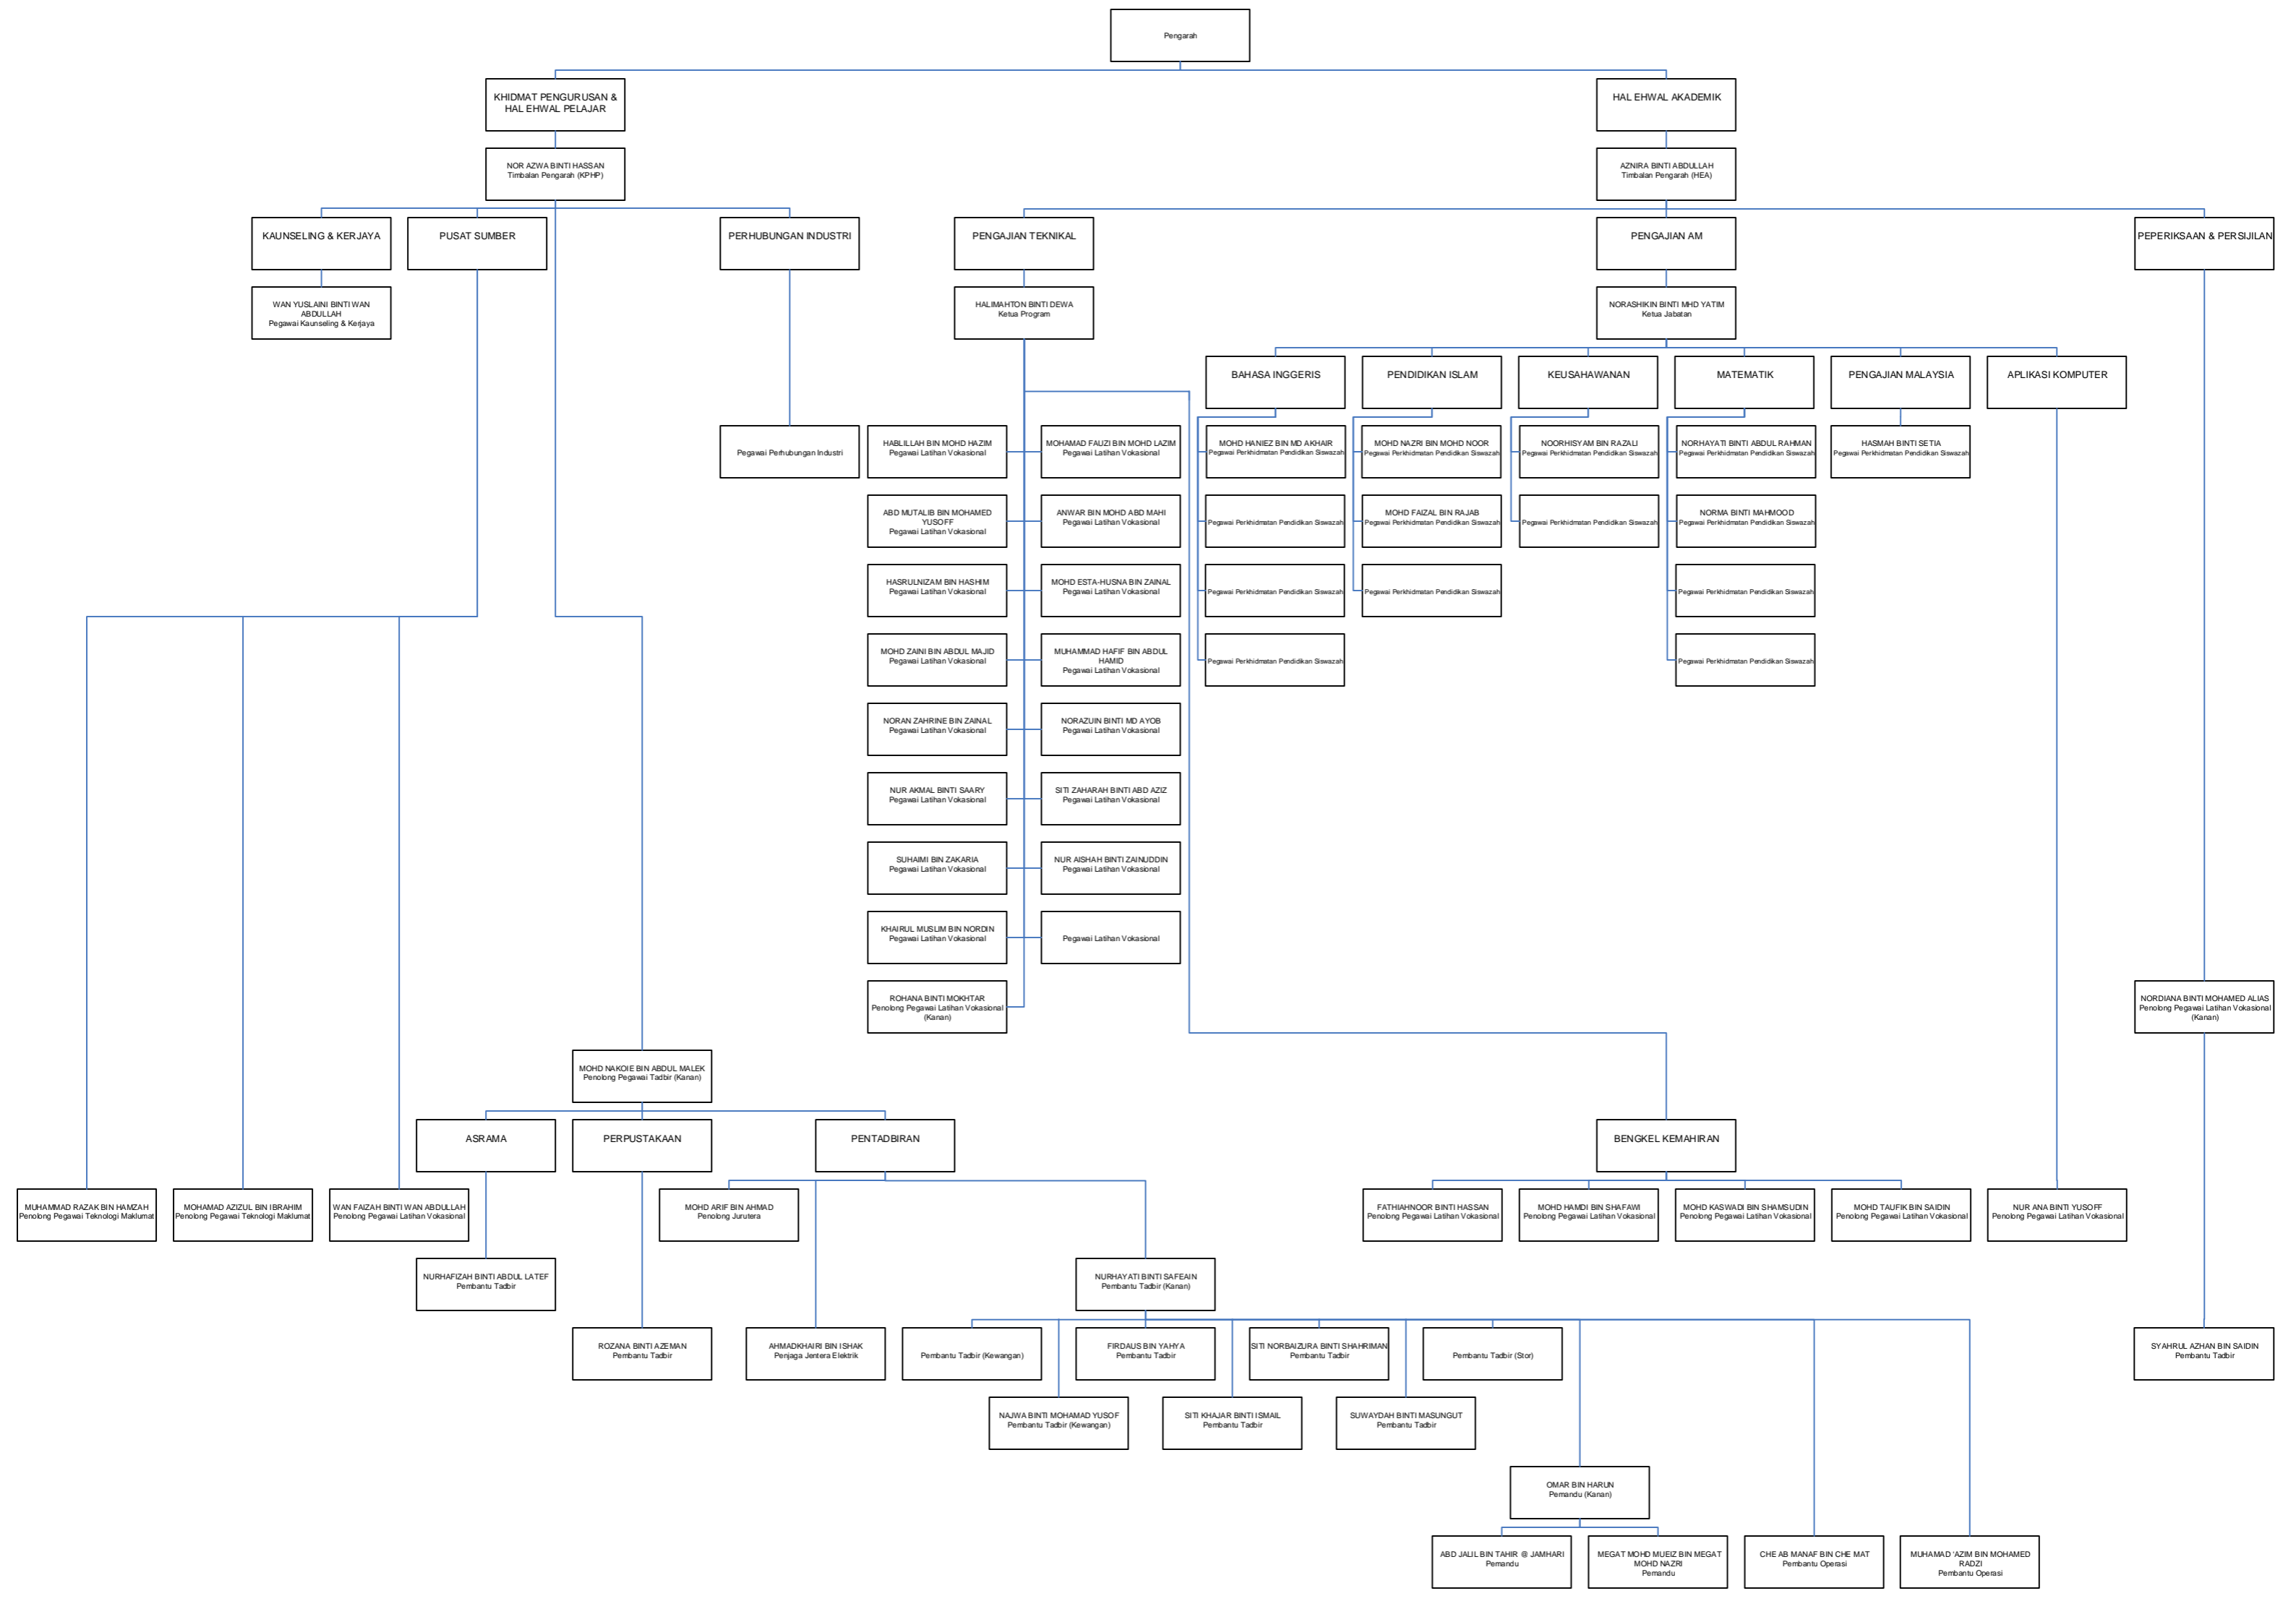 Pengarah
KHIDMAT PENGURUSAN &
HAL EHWAL PELAJAR
HAL EHWAL AKADEMIK
NOR AZWA BINTI HASSAN
Timbalan Pengarah (KPHP)
AZNIRA BINTI ABDULLAH
Timbalan Pengarah (HEA)
KAUNSELING & KERJAYA
PUSAT SUMBER
PERHUBUNGAN INDUSTRI
PENGAJIAN TEKNIKAL
PENGAJIAN AM
PEPERIKSAAN & PERSIJILAN
WAN YUSLAINI BINTI WAN
ABDULLAH
Pegawai Kaunseling & Kerjaya
HALIMAHTON BINTI DEWA
Ketua Program
NORASHIKIN BINTI MHD YATIM
Ketua Jabatan
BAHASA INGGERIS
PENDIDIKAN ISLAM
KEUSAHAWANAN
MATEMATIK
PENGAJIAN MALAYSIA
APLIKASI KOMPUTER
Pegawai Perhubungan Industri
HABLILLAH BIN MOHD HAZIM
Pegawai Latihan Vokasional
MOHAMAD FAUZI BIN MOHD LAZIM
Pegawai Latihan Vokasional
MOHD HANIEZ BIN MD AKHAIR
Pegawai Perkhidmatan Pendidikan Siswazah
MOHD NAZRI BIN MOHD NOOR
Pegawai Perkhidmatan Pendidikan Siswazah
NOORHISYAM BIN RAZALI
Pegawai Perkhidmatan Pendidikan Siswazah
NORHAYATI BINTI ABDUL RAHMAN
Pegawai Perkhidmatan Pendidikan Siswazah
HASMAH BINTI SETIA
Pegawai Perkhidmatan Pendidikan Siswazah
ABD MUTALIB BIN MOHAMED
YUSOFF
Pegawai Latihan Vokasional
ANWAR BIN MOHD ABD MAHI
Pegawai Latihan Vokasional
Pegawai Perkhidmatan Pendidikan Siswazah
MOHD FAIZAL BIN RAJAB
Pegawai Perkhidmatan Pendidikan Siswazah
Pegawai Perkhidmatan Pendidikan Siswazah
NORMA BINTI MAHMOOD
Pegawai Perkhidmatan Pendidikan Siswazah
HASRULNIZAM BIN HASHIM
Pegawai Latihan Vokasional
MOHD ESTA-HUSNA BIN ZAINAL
Pegawai Latihan Vokasional
Pegawai Perkhidmatan Pendidikan Siswazah
Pegawai Perkhidmatan Pendidikan Siswazah
Pegawai Perkhidmatan Pendidikan Siswazah
MOHD ZAINI BIN ABDUL MAJID
Pegawai Latihan Vokasional
MUHAMMAD HAFIF BIN ABDUL
HAMID
Pegawai Latihan Vokasional
Pegawai Perkhidmatan Pendidikan Siswazah
Pegawai Perkhidmatan Pendidikan Siswazah
NORAN ZAHRINE BIN ZAINAL
Pegawai Latihan Vokasional
NORAZUIN BINTI MD AYOB
Pegawai Latihan Vokasional
NUR AKMAL BINTI SAARY
Pegawai Latihan Vokasional
SITI ZAHARAH BINTI ABD AZIZ
Pegawai Latihan Vokasional
SUHAIMI BIN ZAKARIA
Pegawai Latihan Vokasional
NUR AISHAH BINTI ZAINUDDIN
Pegawai Latihan Vokasional
KHAIRUL MUSLIM BIN NORDIN
Pegawai Latihan Vokasional
Pegawai Latihan Vokasional
ROHANA BINTI MOKHTAR
Penolong Pegawai Latihan Vokasional
(Kanan)
NORDIANA BINTI MOHAMED ALIAS
Penolong Pegawai Latihan Vokasional
(Kanan)
MOHD NAKOIE BIN ABDUL MALEK
Penolong Pegawai Tadbir (Kanan)
ASRAMA
PERPUSTAKAAN
PENTADBIRAN
BENGKEL KEMAHIRAN
MUHAMMAD RAZAK BIN HAMZAH
Penolong Pegawai Teknologi Maklumat
MOHAMAD AZIZUL BIN IBRAHIM
Penolong Pegawai Teknologi Maklumat
WAN FAIZAH BINTI WAN ABDULLAH
Penolong Pegawai Latihan Vokasional
MOHD ARIF BIN AHMAD
Penolong Jurutera
FATHIAHNOOR BINTI HASSAN
Penolong Pegawai Latihan Vokasional
MOHD HAMDI BIN SHAFAWI
Penolong Pegawai Latihan Vokasional
MOHD KASWADI BIN SHAMSUDIN
Penolong Pegawai Latihan Vokasional
MOHD TAUFIK BIN SAIDIN
Penolong Pegawai Latihan Vokasional
NUR ANA BINTI YUSOFF
Penolong Pegawai Latihan Vokasional
NURHAFIZAH BINTI ABDUL LATEF
Pembantu Tadbir
NURHAYATI BINTI SAFEAIN
Pembantu Tadbir (Kanan)
ROZANA BINTI AZEMAN
Pembantu Tadbir
AHMADKHAIRI BIN ISHAK
Penjaga Jentera Elektrik
Pembantu Tadbir (Kewangan)
FIRDAUS BIN YAHYA
Pembantu Tadbir
SITI NORBAIZURA BINTI SHAHRIMAN
Pembantu Tadbir
Pembantu Tadbir (Stor)
SYAHRUL AZHAN BIN SAIDIN
Pembantu Tadbir
NAJWA BINTI MOHAMAD YUSOF
Pembantu Tadbir (Kewangan)
SITI KHAJAR BINTI ISMAIL
Pembantu Tadbir
SUWAYDAH BINTI MASUNGUT
Pembantu Tadbir
OMAR BIN HARUN
Pemandu (Kanan)
ABD JALIL BIN TAHIR @ JAMHARI
Pemandu
MEGAT MOHD MUEIZ BIN MEGAT
MOHD NAZRI
Pemandu
CHE AB MANAF BIN CHE MAT
Pembantu Operasi
MUHAMAD 'AZIM BIN MOHAMED
RADZI
Pembantu Operasi